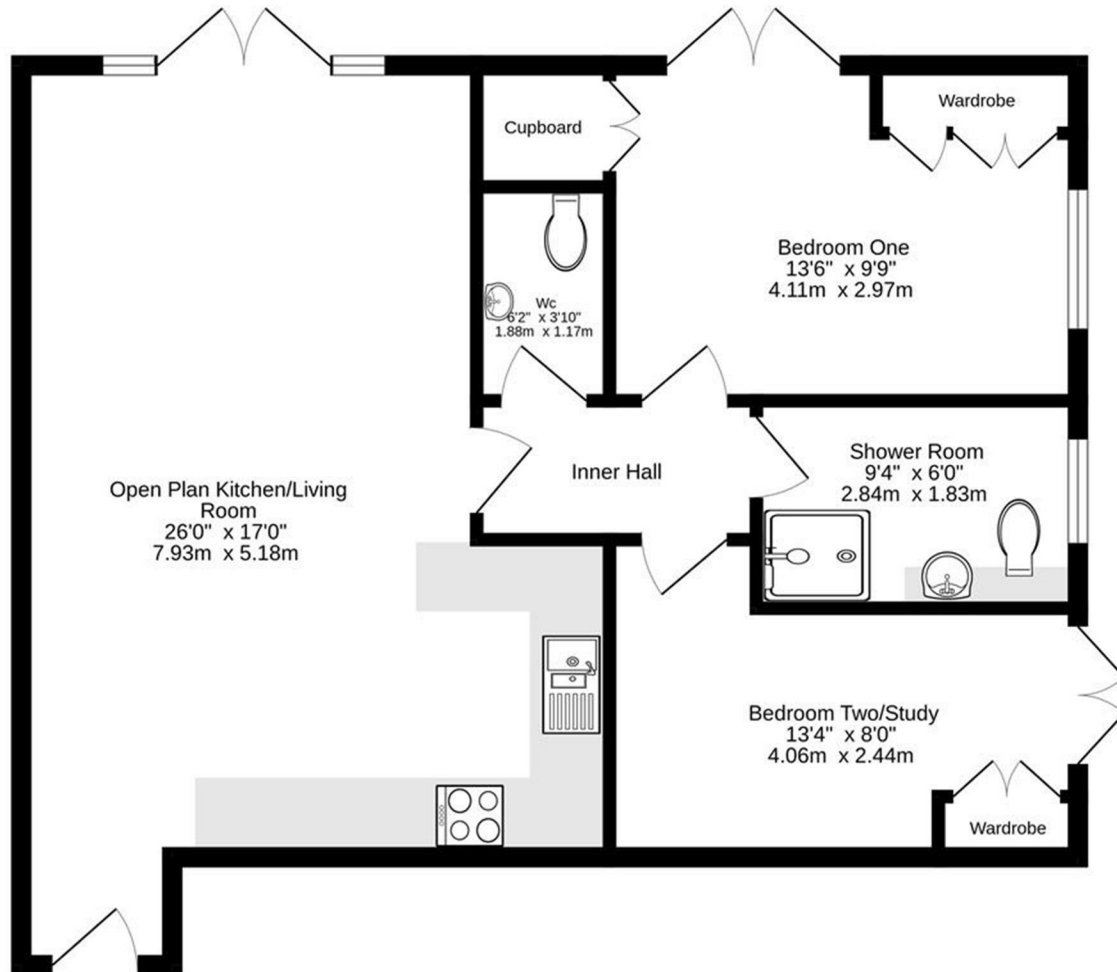 Wardrobe
Cupboard
Bedroom One
13'6" x 9'9"
4.11m x 2.97m
Wc
6'2" x 3'10"
1.88m x 1.17m
Open Plan Kitchen/Living
Room
26'0" x 17'0"
7.93m x 5.18m
Inner Hall
Shower Room
9'4" x 6'0"
2.84m x 1.83m
Bedroom Two/Study
13'4" x 8'0"
4.06m x 2.44m
Wardrobe